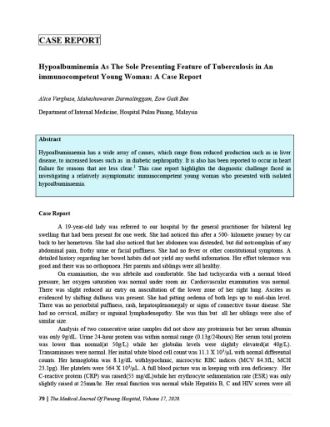 CASE REPORT
Hypoalbuminemia As The Sole Presenting Feature of Tuberculosis in An
immunocompetent Young Woman: A Case Report
Alice Verghese, Maheshwaren Darmalinggam, Eow Gaik Bee
Department of Internal Medicine, Hospital Pulau Pinang, Malaysia
Abstract
Hypoalbuminemia has a wide array of causes, which range from reduced production such as in liver
disease, to increased losses such as in diabetic nephropathy. It is also has been reported to occur in heart
failure for reasons that are less clear.1 This case report highlights the diagnostic challenge faced in
investigating a relatively asymptomatic immunocompetent young woman who presented with isolated
hypoalbuminaemia.
Case Report
A 19-year-old lady was referred to our hospital by the general practitioner for bilateral leg
swelling that had been present for one week. She had noticed this after a 500- kilometre journey by car
back to her hometown. She had also noticed that her abdomen was distended, but did not complain of any
abdominal pain, frothy urine or facial puffiness. She had no fever or other constitutional symptoms. A
detailed history regarding her bowel habits did not yield any useful information. Her effort tolerance was
good and there was no orthopnoea. Her parents and siblings were all healthy.
On examination, she was afebrile and comfortable. She had tachycardia with a normal blood
pressure; her oxygen saturation was normal under room air. Cardiovascular examination was normal.
There was slight reduced air entry on auscultation of the lower zone of her right lung. Ascites as
evidenced by shifting dullness was present. She had pitting oedema of both legs up to mid-shin level.
There was no periorbital puffiness, rash, hepatosplenomegaly or signs of connective tissue disease. She
had no cervical, axillary or inguinal lymphadenopathy. She was thin but all her siblings were also of
similar size.
Analysis of two consecutive urine samples did not show any proteinuria but her serum albumin
was only 9g/dL. Urine 24-hour protein was within normal range (0.13g/24hours) Her serum total protein
was lower than normal(at 50g/L) while her globulin levels were slightly elevated(at 40g/L).
Transaminases were normal. Her initial white blood cell count was 11.1 X 10³/µL with normal differential
counts. Her hemoglobin was 8.1g/dL with hypochromic, microcytic RBC indices (MCV 84.3fL, MCH
23.1pg). Her platelets were 564 X 10³/µL. A full blood picture was in keeping with iron deficiency. Her
C-reactive protein (CRP) was raised(55 mg/dL)while her erythrocyte sedimentation rate (ESR) was only
slightly raised at 25mm/hr. Her renal function was normal while Hepatitis B, C and HIV screen were all
70 | The Medical Journal Of Penang Hospital, Volume 17, 2020.